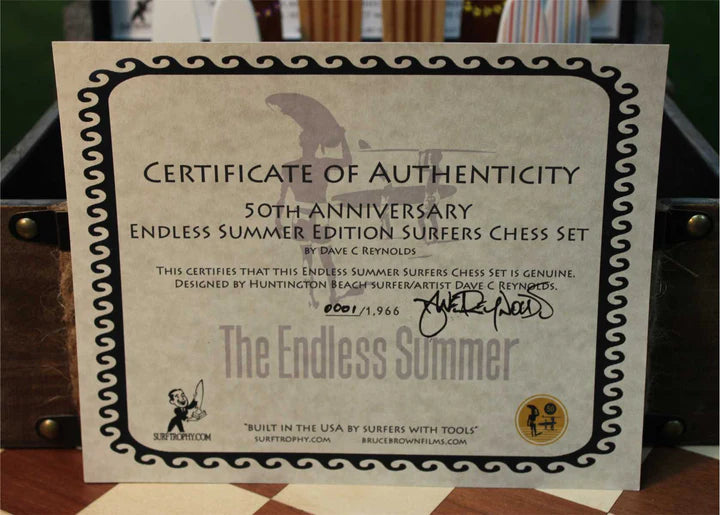 CERTIFICATE OF AUTHENTICITY
50TH ANNIVERSARY
ENDLESS SUMMER EDITION SURFERS CHESS SET
BY DAVE C REYNOLDS
THIS CERTIFIES THAT THIS ENDLESS SUMMER SURFERS CHESS SET IS GENUINE.
DESIGNED BY HUNTINGTON BEACH SURFER/ARTIST DAVE C REYNOLDS.
0001/1,966
The Endless Summer
SURFTROPHY.COM
"BUILT IN THE USA BY SURFERS WITH TOOLS"
SURFTROPHY.COM BRUCEBROWNFILMS.COM